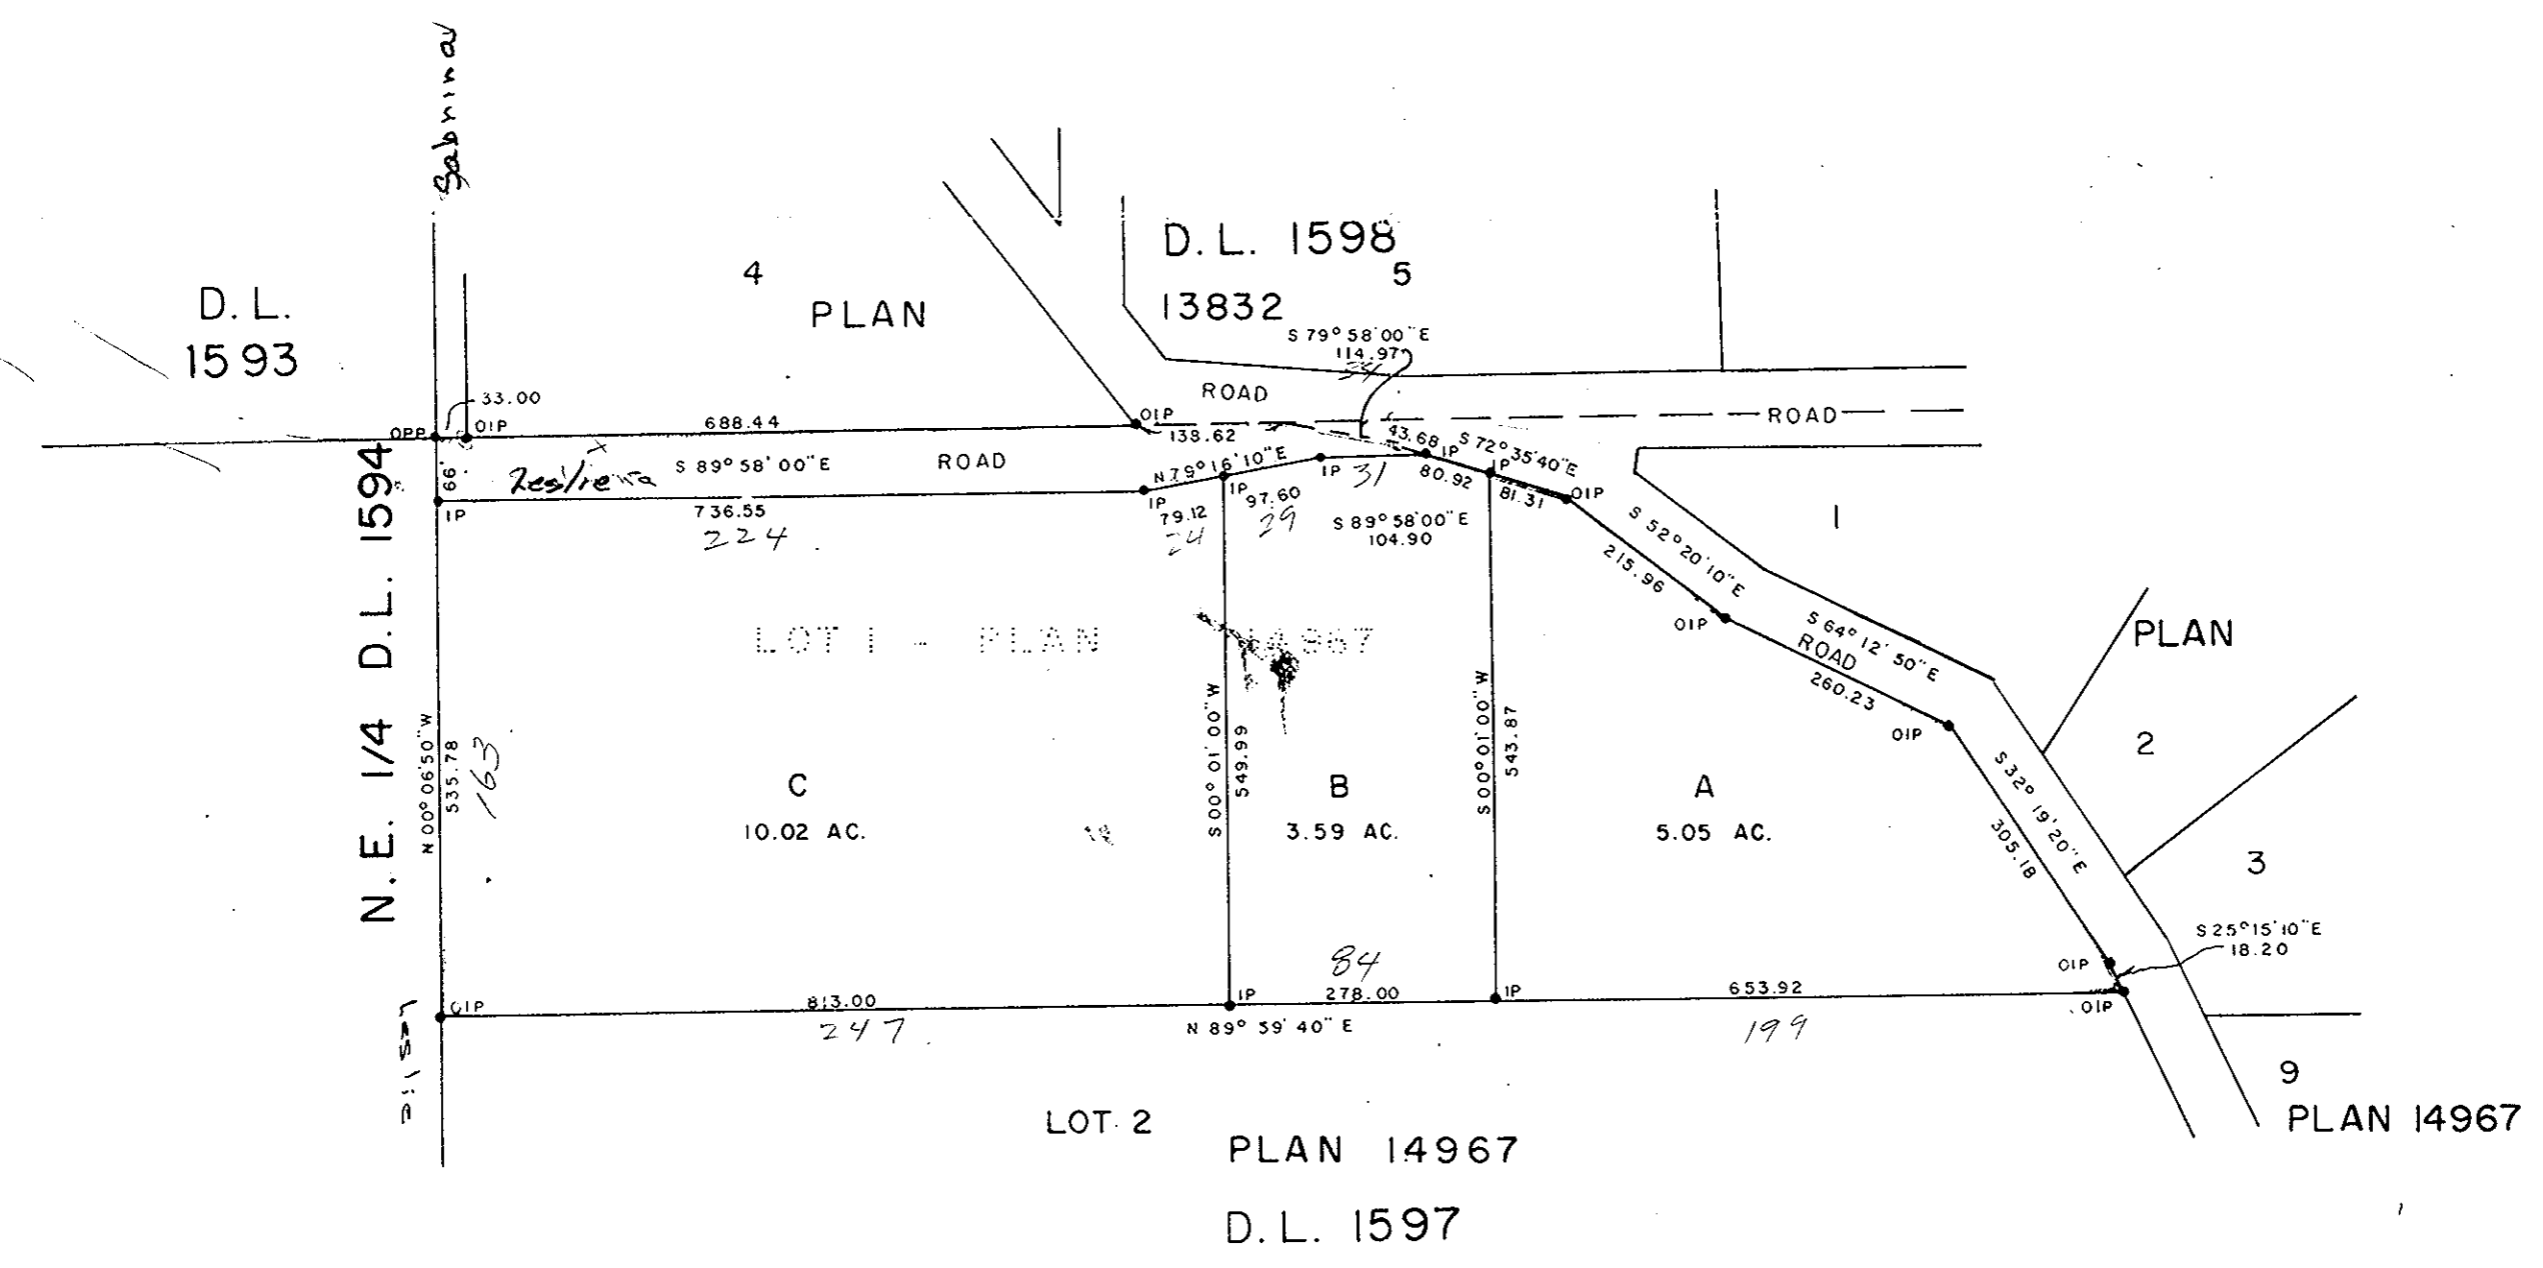 Sabrina
D.L. 1598
4
5
D.L.
1593
PLAN
13832
S 79° 58' 00" E
114.97
34
ROAD
33.00
OPP
OIP
688.44
OIP
138.62
ROAD
43.68
IP
S 72° 35' 40" E
66'
S 89° 58' 00" E
ROAD
N 79° 16' 10" E
IP
IP
31
80.92
IP
81.31
OIP
IP
736.55
224
IP
79.12
24
97.60
29
S 89° 58' 00" E
104.90
S 52° 20' 10" E
215.96
1
N.E. 1/4 D.L. 1594
LOT 1 - PLAN 14967
OIP
S 64° 12' 50" E
ROAD
260.23
PLAN
OIP
2
N 00° 06' 50" W
535.78
163
S 00° 01' 00" W
549.99
S 00° 01' 00" W
543.87
C
10.02 AC.
B
3.59 AC.
A
5.05 AC.
S 32° 19' 20" E
305.18
3
S 25° 15' 10" E
18.20
OIP
OIP
OIP
813.00
247
IP
84
278.00
N 89° 59' 40" E
IP
653.92
199
Leslie
9
LOT 2
PLAN 14967
PLAN 14967
D.L. 1597